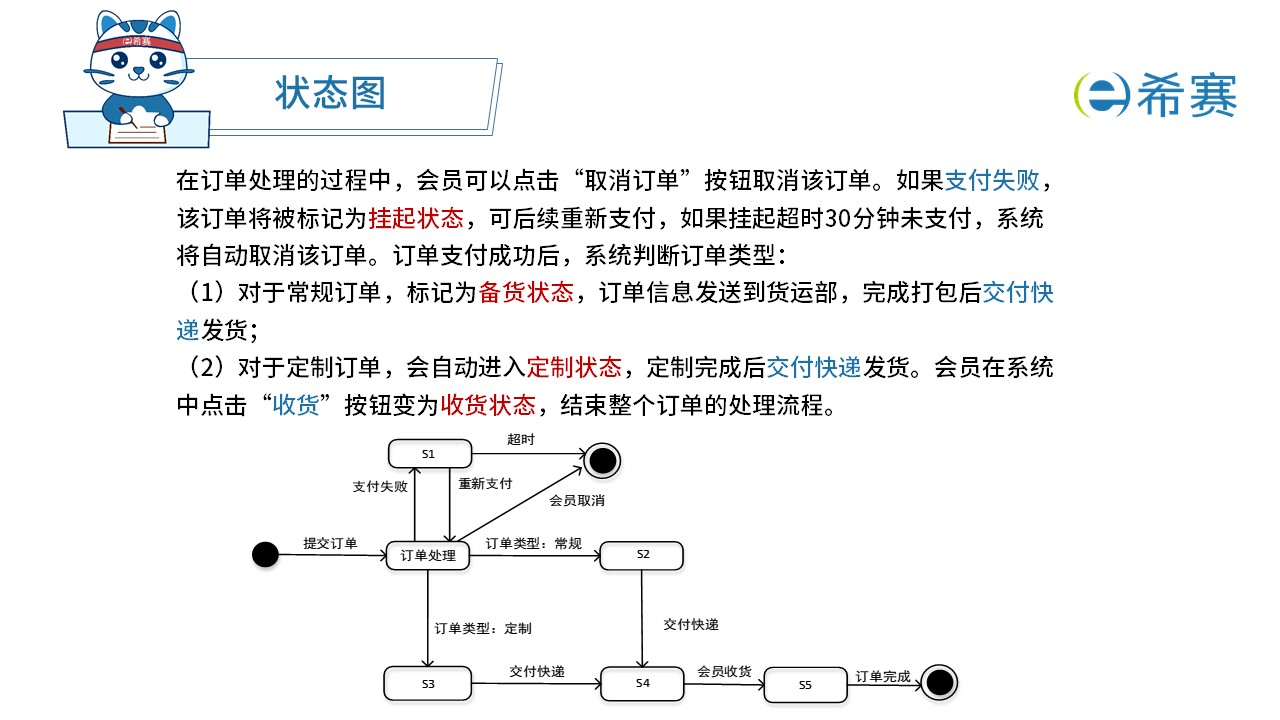 希赛
状态图
希赛
在订单处理的过程中，会员可以点击“取消订单”按钮取消该订单。如果支付失败，
该订单将被标记为挂起状态，可后续重新支付，如果挂起超时30分钟未支付，系统
将自动取消该订单。订单支付成功后，系统判断订单类型：
（1）对于常规订单，标记为备货状态，订单信息发送到货运部，完成打包后交付快
递发货；
（2）对于定制订单，会自动进入定制状态，定制完成后交付快递发货。会员在系统
中点击“收货”按钮变为收货状态，结束整个订单的处理流程。
S1
超时
支付失败
重新支付
会员取消
提交订单
订单处理
订单类型：常规
S2
订单类型：定制
交付快递
S3
交付快递
S4
会员收货
S5
订单完成